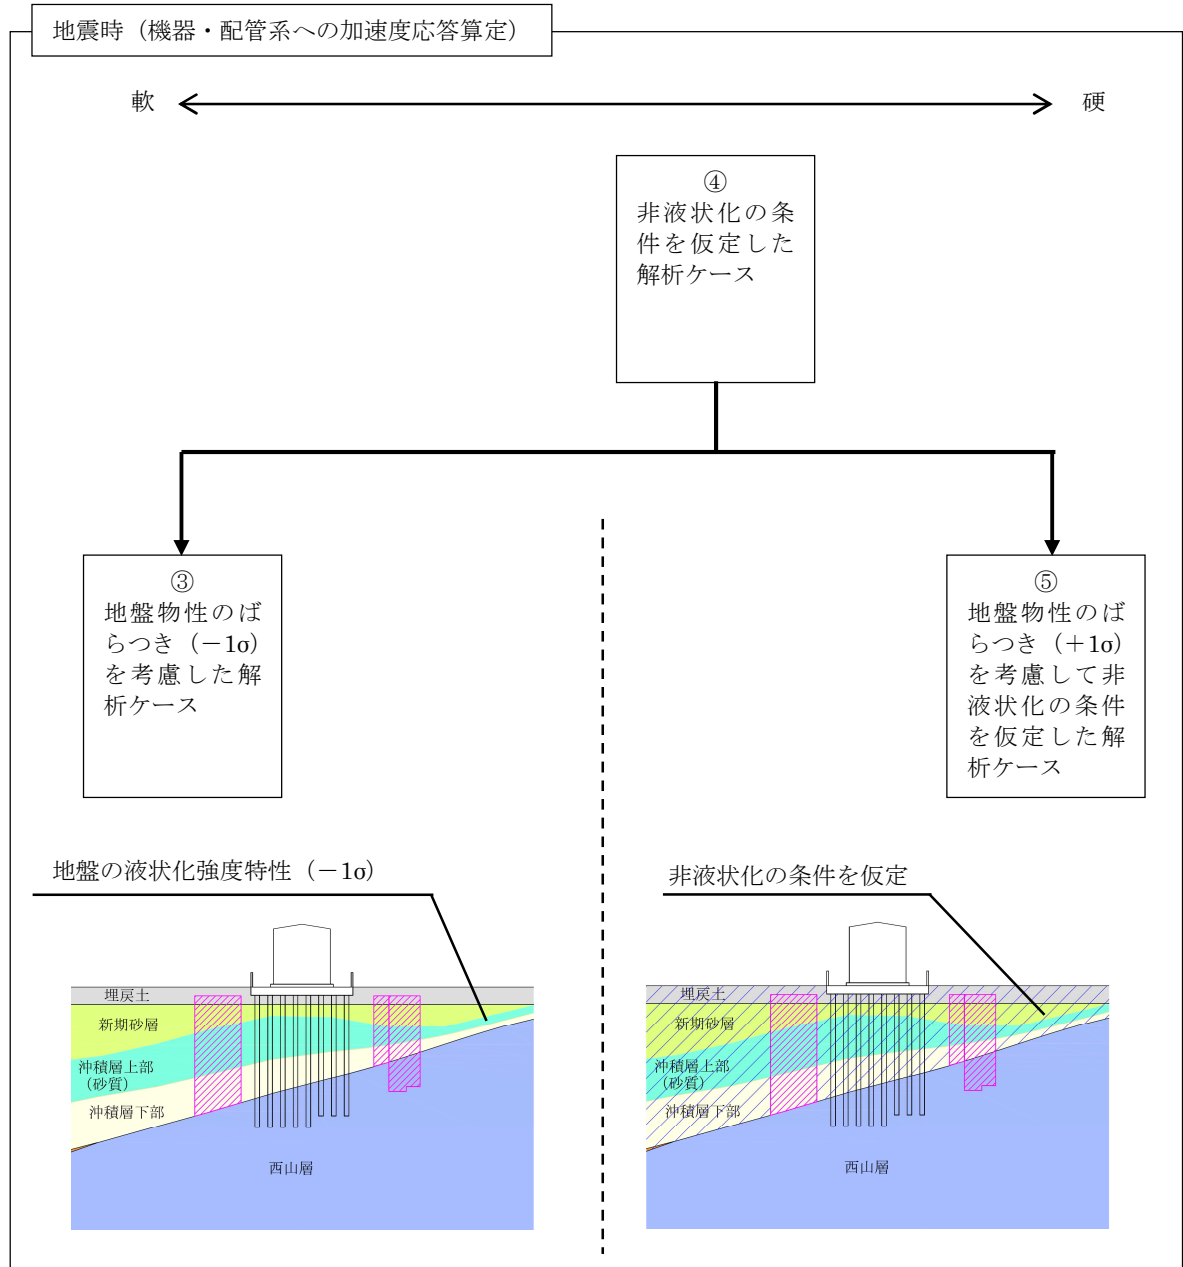 地震時（機器・配管系への加速度応答算定）
軟
硬
④
非液状化の条
件を仮定した
解析ケース
③
地盤物性のば
らつき（－1σ）
を考慮した解
析ケース
⑤
地盤物性のば
らつき（＋1σ）
を考慮して非
液状化の条件
を仮定した解
析ケース
地盤の液状化強度特性（－1σ）
埋戻土
新期砂層
沖積層上部
（砂質）
沖積層下部
西山層
非液状化の条件を仮定
埋戻土
新期砂層
沖積層上部
（砂質）
沖積層下部
西山層